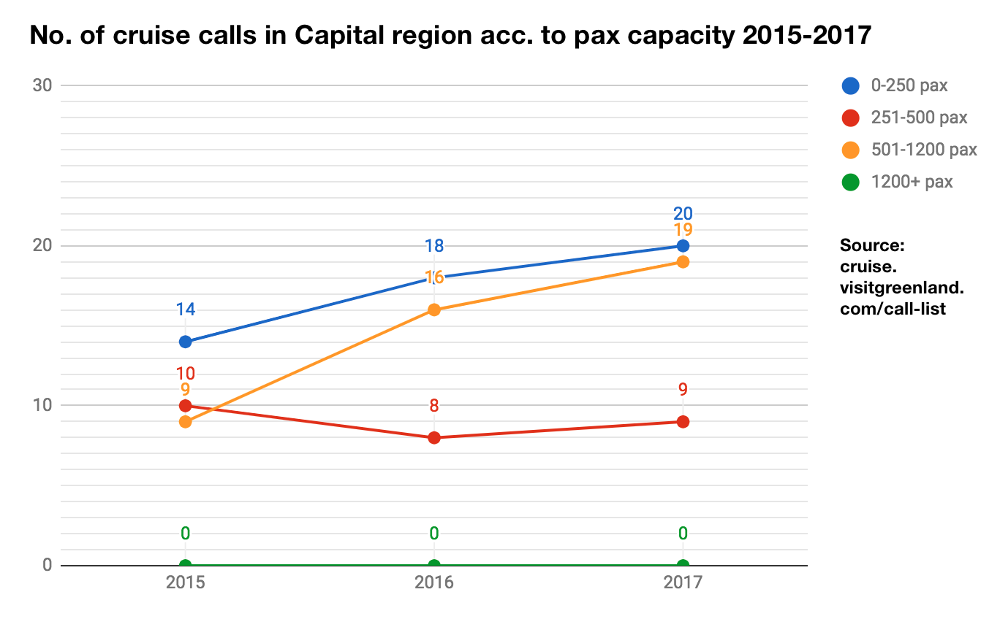 No. of cruise calls in Capital region acc. to pax capacity 2015-2017
30
0-250 pax
251-500 pax
501-1200 pax
1200+ pax
20
19
Source:
cruise.
visitgreenland.
com/call-list
20
18
16
14
10
9
10
8
9
0
0
0
0
2015
2016
2017